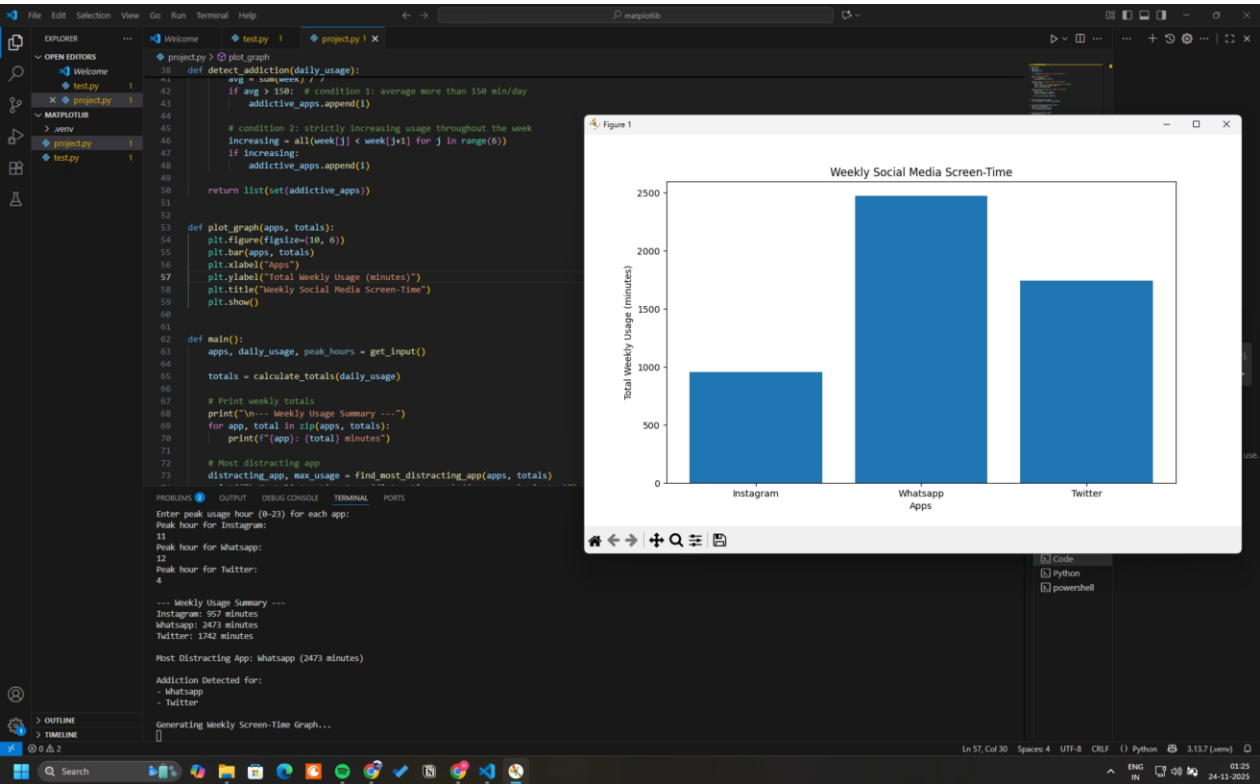 File Edit Selection View Go Run Terminal Help
matplotlib
EXPLORER
OPEN EDITORS
Welcome
test.py 1
project.py 1
MATPLOTLIB
.venv
project.py 1
test.py 1
Welcome test.py 1 project.py 1
project.py > plot_graph
38 def detect_addiction(daily_usage):
41 avg = sum(week) / 7
42 if avg > 150: # condition 1: average more than 150 min/day
43 addictive_apps.append(i)
44
45 # condition 2: strictly increasing usage throughout the week
46 increasing = all(week[j] < week[j+1] for j in range(6))
47 if increasing:
48 addictive_apps.append(i)
49
50 return list(set(addictive_apps))
51
52
53 def plot_graph(apps, totals):
54 plt.figure(figsize=(10, 6))
55 plt.bar(apps, totals)
56 plt.xlabel("Apps")
57 plt.ylabel("Total Weekly Usage (minutes)")
58 plt.title("Weekly Social Media Screen-Time")
59 plt.show()
60
61
62 def main():
63 apps, daily_usage, peak_hours = get_input()
64
65 totals = calculate_totals(daily_usage)
66
67 # Print weekly totals
68 print("\n--- Weekly Usage Summary ---")
69 for app, total in zip(apps, totals):
70 print(f"{app}: {total} minutes")
71
72 # Most distracting app
73 distracting_app, max_usage = find_most_distracting_app(apps, totals)
PROBLEMS 2 OUTPUT DEBUG CONSOLE TERMINAL PORTS
Enter peak usage hour (0-23) for each app:
Peak hour for Instagram:
11
Peak hour for Whatsapp:
12
Peak hour for Twitter:
4
--- Weekly Usage Summary ---
Instagram: 957 minutes
Whatsapp: 2473 minutes
Twitter: 1742 minutes
Most Distracting App: Whatsapp (2473 minutes)
Addiction Detected for:
- Whatsapp
- Twitter
Generating Weekly Screen-Time Graph...
Figure 1
Weekly Social Media Screen-Time
2500
2000
1500
1000
500
0
Total Weekly Usage (minutes)
Instagram Whatsapp Twitter
Apps
use.
Code
Python
powershell
OUTLINE
TIMELINE
1
0 2
Ln 57, Col 30 Spaces: 4 UTF-8 CRLF Python 3.13.7 (.venv)
Search
ENG
IN
01:25
24-11-2025